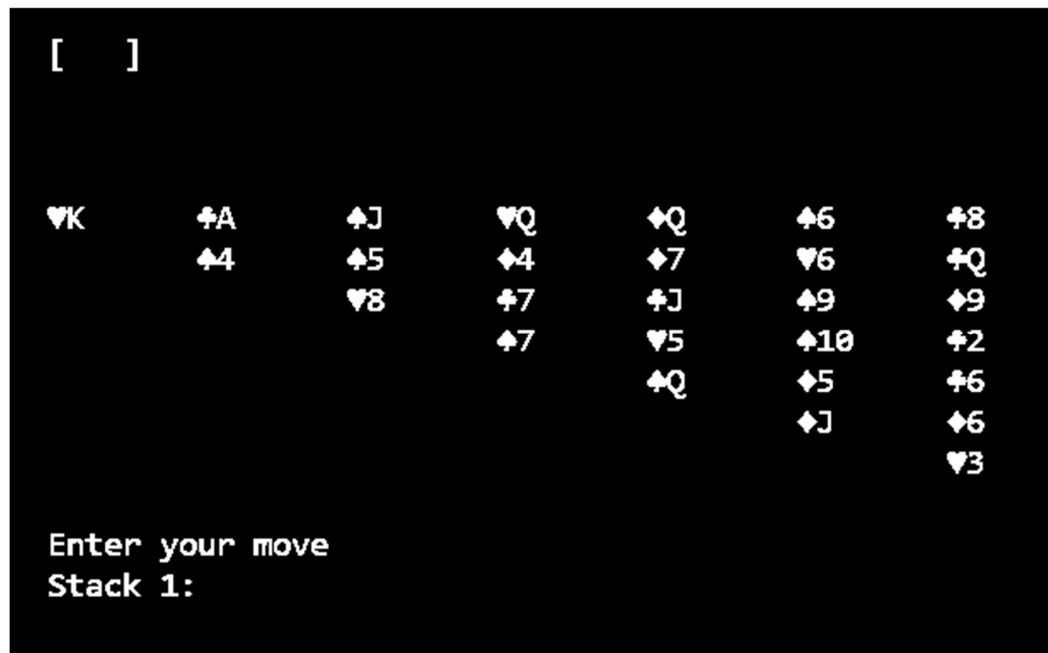 [   ]
♥K ♣A ♠J ♥Q ♦Q ♠6 ♣8
♠4 ♠5 ♦4 ♦7 ♥6 ♣Q
♥8 ♣7 ♣J ♠9 ♦9
♠7 ♥5 ♠10 ♣2
♠Q ♦5 ♣6
♦J ♦6
♥3
Enter your move
Stack 1: